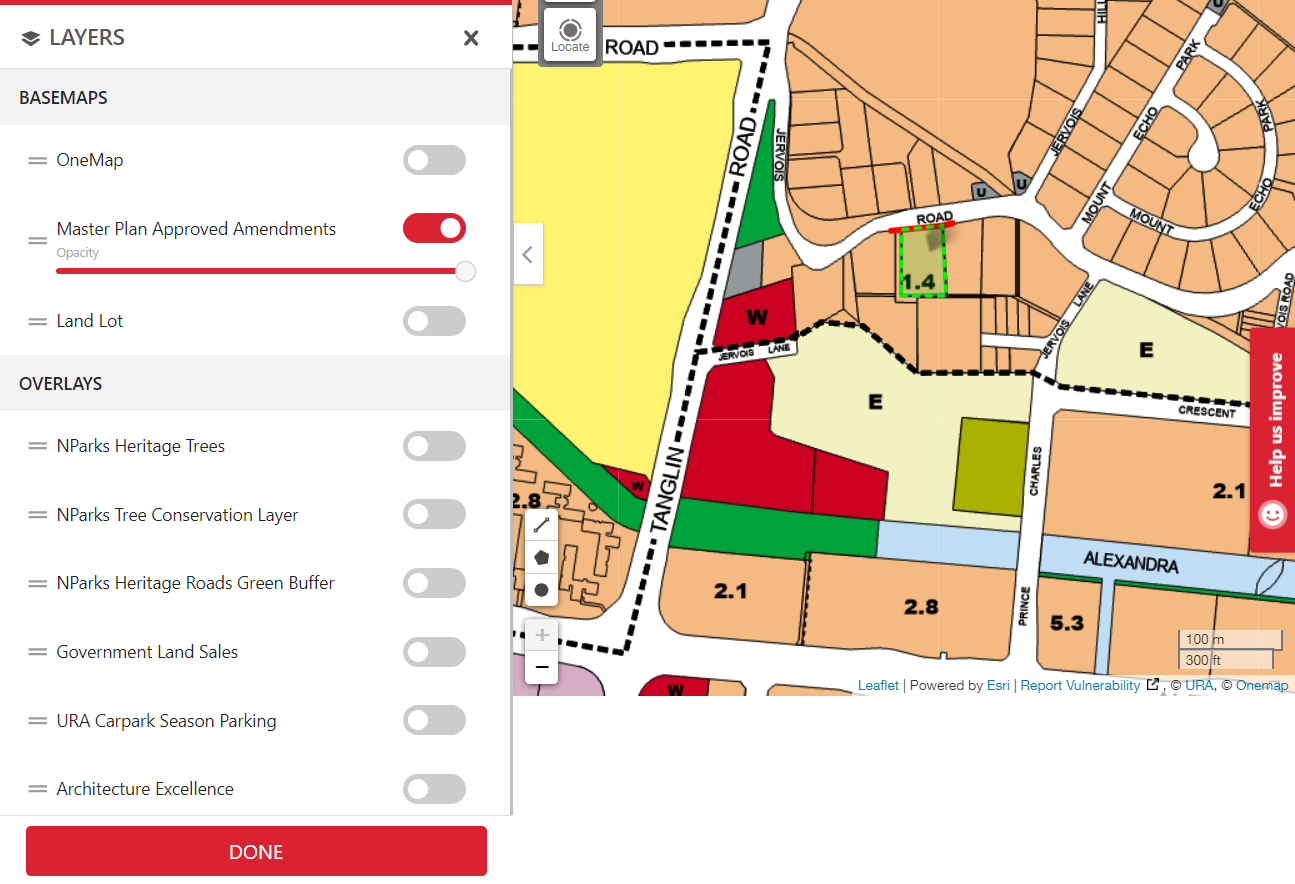 LAYERS
BASEMAPS
OneMap
Master Plan Approved Amendments
Opacity
Land Lot
OVERLAYS
NParks Heritage Trees
NParks Tree Conservation Layer
NParks Heritage Roads Green Buffer
Government Land Sales
URA Carpark Season Parking
Architecture Excellence
DONE
Locate
ROAD
ROAD
JERVOIS
HILL
JERVOIS
PARK
ECHO
MOUNT
PARK
ECHO
MOUNT
U
U
U
ROAD
1.4
W
JERVOIS LANE
JERVOIS LANE
VOIS ROAD
E
E
CRESCENT
CHARLES
PRINCE
TANGLIN
W
2.8
2.1
2.1
2.8
5.3
ALEXANDRA
W
Help us improve
+
−
100 m
300 ft
Leaflet | Powered by Esri | Report Vulnerability , © URA, © Onemap